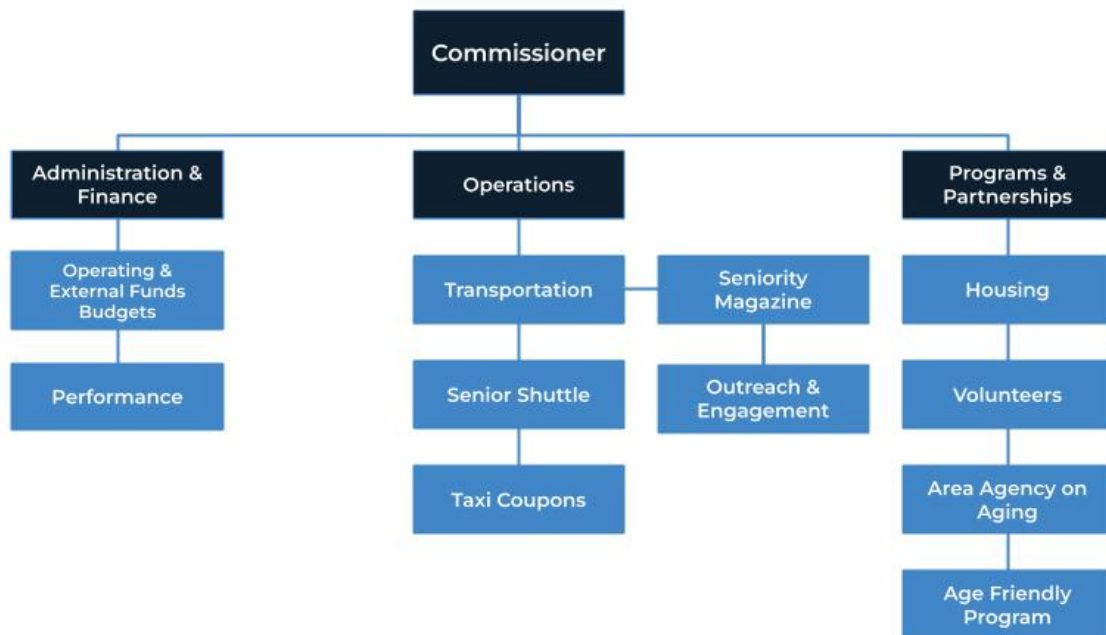 Commissioner
Administration &
Finance
Operations
Programs &
Partnerships
Operating &
External Funds
Budgets
Transportation
Seniority
Magazine
Housing
Performance
Senior Shuttle
Outreach &
Engagement
Volunteers
Taxi Coupons
Area Agency on
Aging
Age Friendly
Program